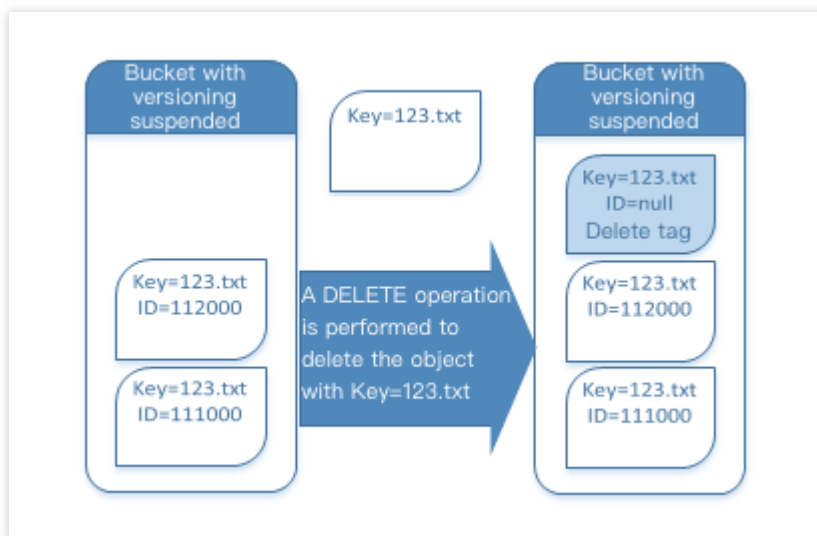 Bucket with
versioning
suspended
Key=123.txt
ID=112000
Key=123.txt
ID=111000
Key=123.txt
A DELETE operation
is performed to
delete the object
with Key=123.txt
Bucket with
versioning
suspended
Key=123.txt
ID=null
Delete tag
Key=123.txt
ID=112000
Key=123.txt
ID=111000